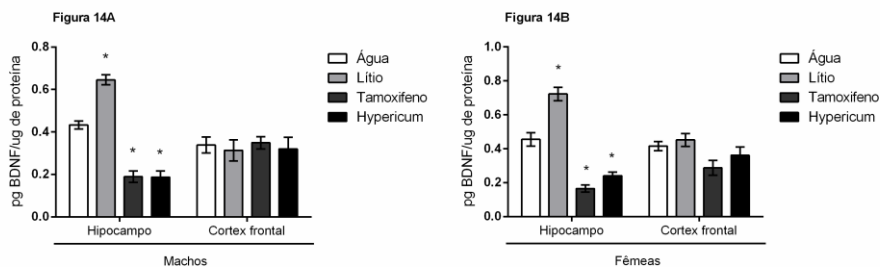 Figura 14A
pg BDNF/ug de proteína
0.8
0.6
0.4
0.2
0.0
*
*
*
Hipocampo
Cortex frontal
Machos
Água
Lítio
Tamoxifeno
Hypericum
Figura 14B
pg BDNF/ug de proteína
1.0
0.8
0.6
0.4
0.2
0.0
*
*
*
Hipocampo
Cortex frontal
Fêmeas
Água
Lítio
Tamoxifeno
Hypericum